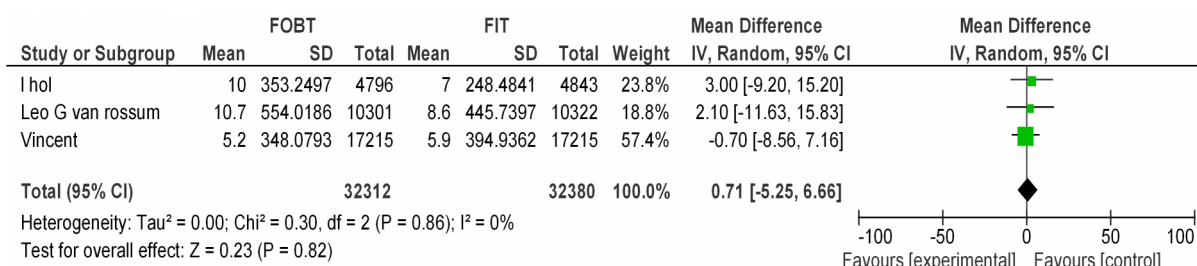 FOBT FIT Mean Difference Mean Difference
Study or Subgroup Mean SD Total Mean SD Total Weight IV, Random, 95% CI IV, Random, 95% CI
I hol 10 353.2497 4796 7 248.4841 4843 23.8% 3.00 [-9.20, 15.20]
Leo G van rossum 10.7 554.0186 10301 8.6 445.7397 10322 18.8% 2.10 [-11.63, 15.83]
Vincent 5.2 348.0793 17215 5.9 394.9362 17215 57.4% -0.70 [-8.56, 7.16]
Total (95% CI) 32312 32380 100.0% 0.71 [-5.25, 6.66]
Heterogeneity: Tau² = 0.00; Chi² = 0.30, df = 2 (P = 0.86); I² = 0%
Test for overall effect: Z = 0.23 (P = 0.82)
-100 -50 0 50 100
Favours [experimental] Favours [control]